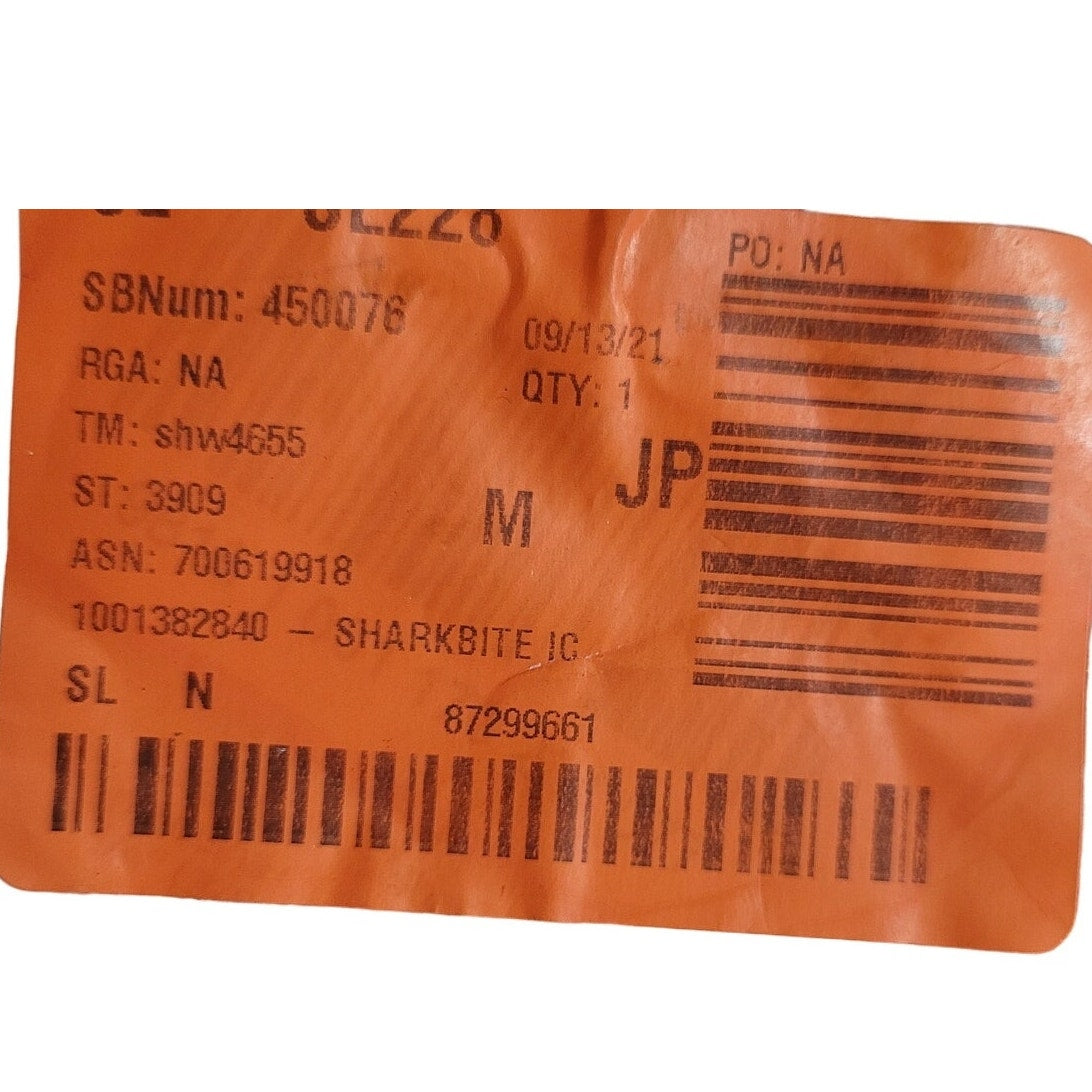 SBNum: 450076
RGA: NA
TM: shw4655
ST: 3909
ASN: 700619918
1001382840 – SHARKBITE IC
SL N
87299661
09/13/21
QTY: 1
M
JP
PO: NA